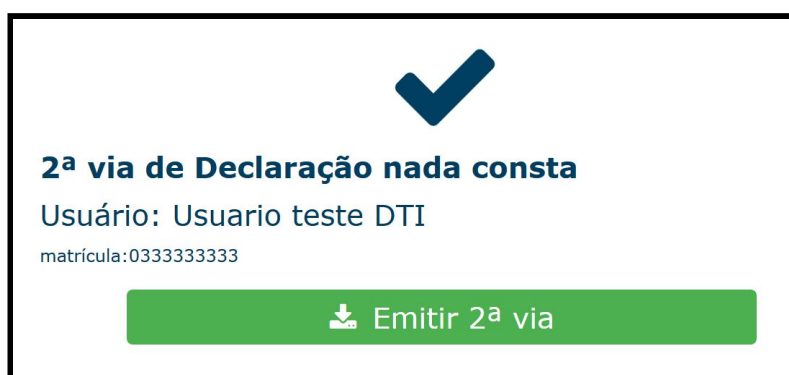 2ª via de Declaração nada consta
Usuário: Usuario teste DTI
matrícula:0333333333
Emitir 2ª via